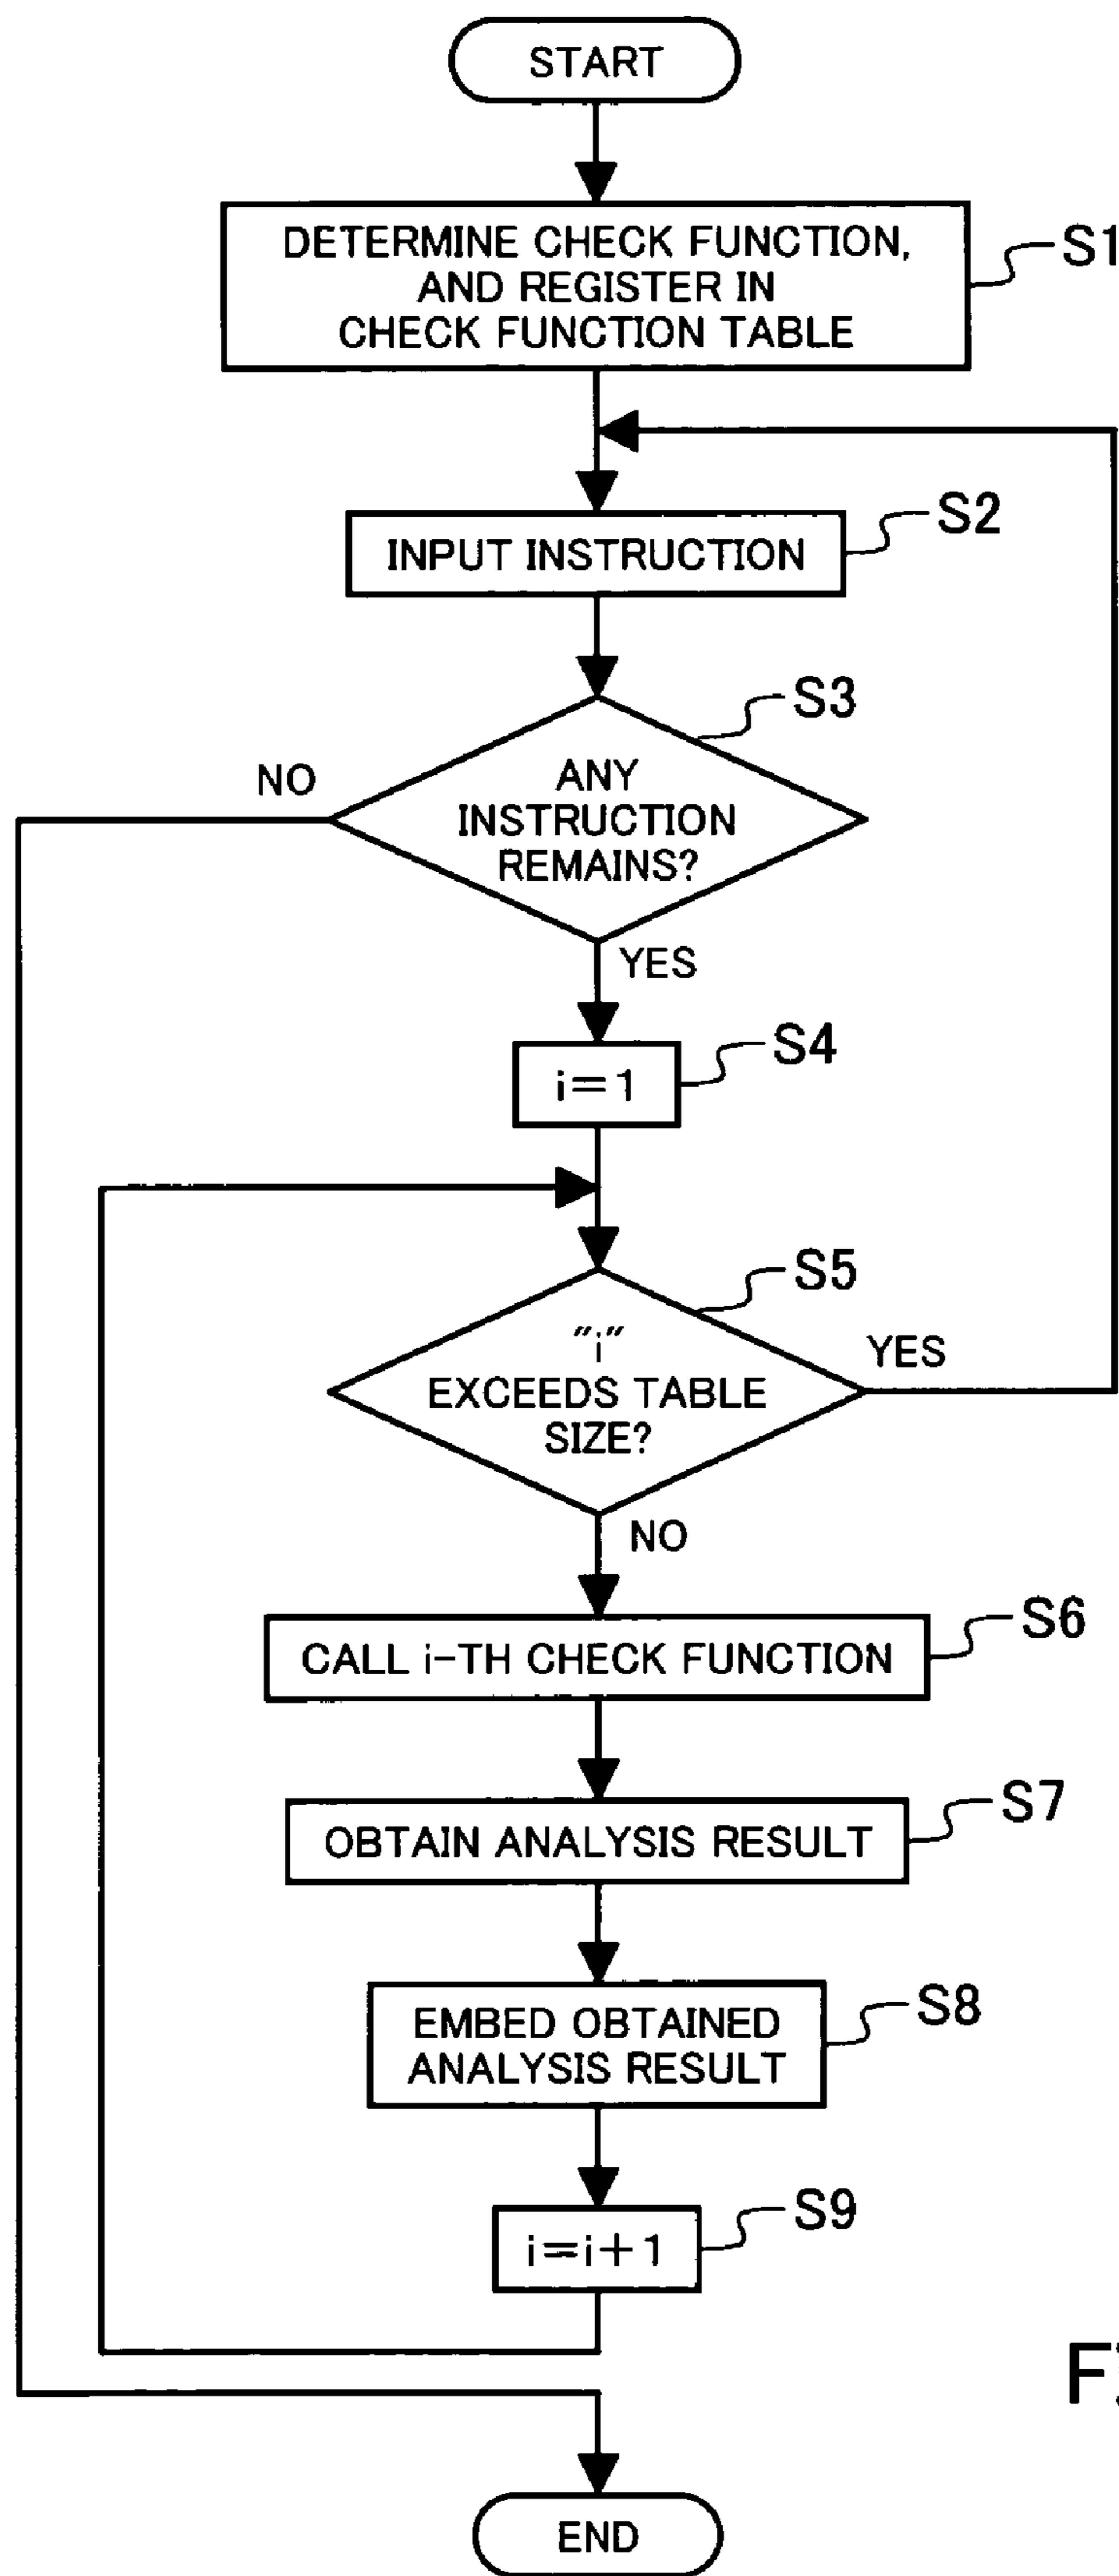 START
DETERMINE CHECK FUNCTION,
AND REGISTER IN
CHECK FUNCTION TABLE
S1
S2
INPUT INSTRUCTION
S3
NO
ANY
INSTRUCTION
REMAINS?
YES
S4
i=1
S5
"i"
EXCEEDS TABLE
SIZE?
YES
NO
S6
CALL i-TH CHECK FUNCTION
S7
OBTAIN ANALYSIS RESULT
S8
EMBED OBTAINED
ANALYSIS RESULT
S9
i=i+1
END